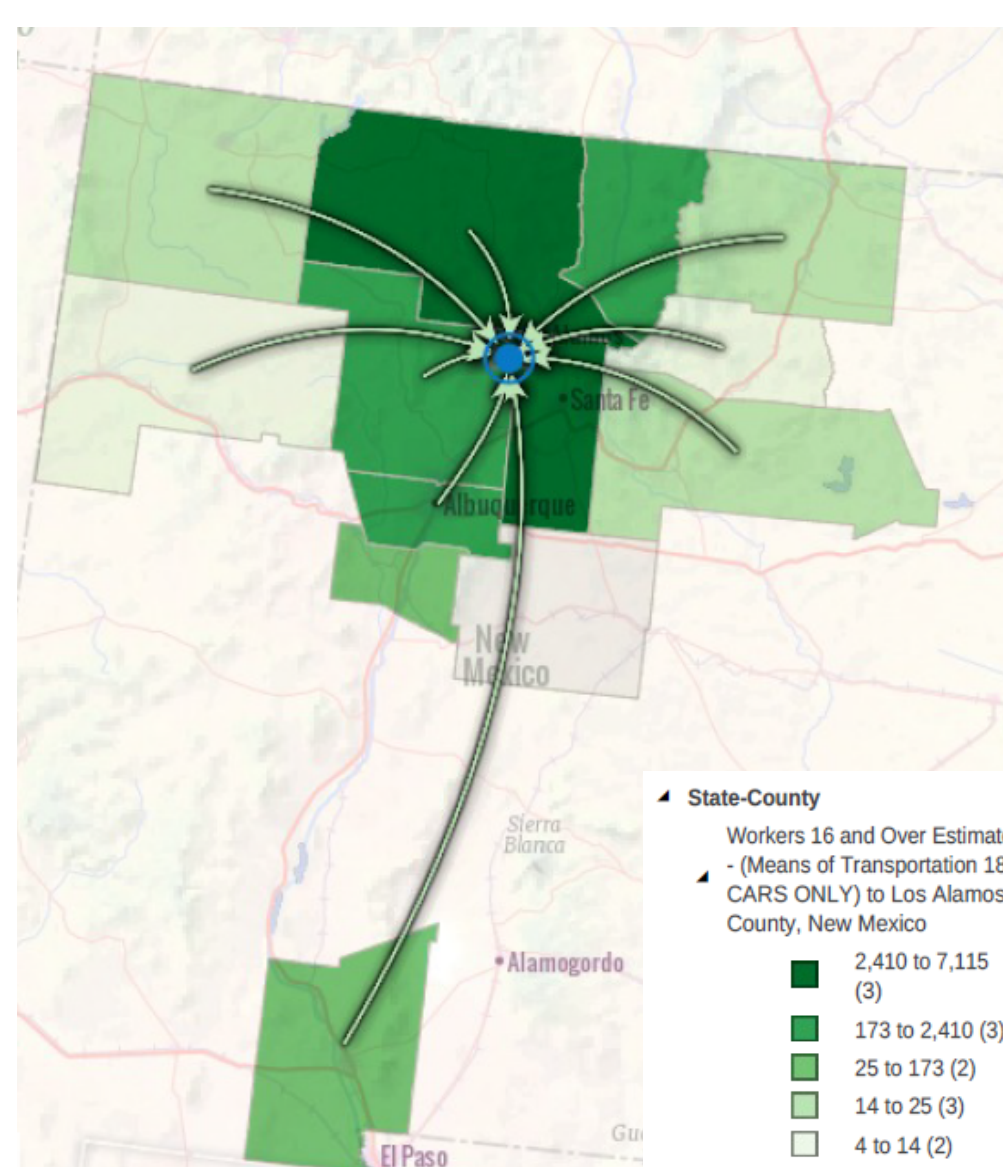 Santa Fe
Albuquerque
New
Mexico
Sierra
Blanca
Alamogordo
El Paso
State-County
Workers 16 and Over Estimat
- (Means of Transportation 18
CARS ONLY) to Los Alamos
County, New Mexico
2,410 to 7,115
(3)
173 to 2,410 (3)
25 to 173 (2)
14 to 25 (3)
4 to 14 (2)